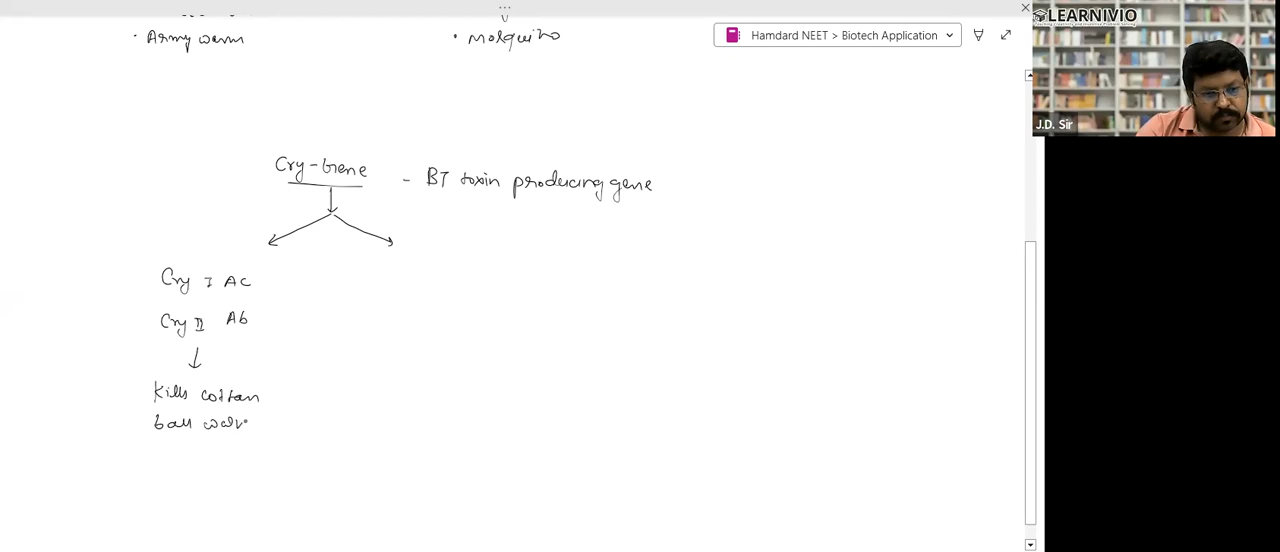 · Army worm
· Mosquito
Hamdard NEET > Biotech Application
LEARNIVIO
J.D. Sir
Cry-Gene - BT toxin producing gene
Cry I AC
Cry II Ab
Kills cotton
boll wor